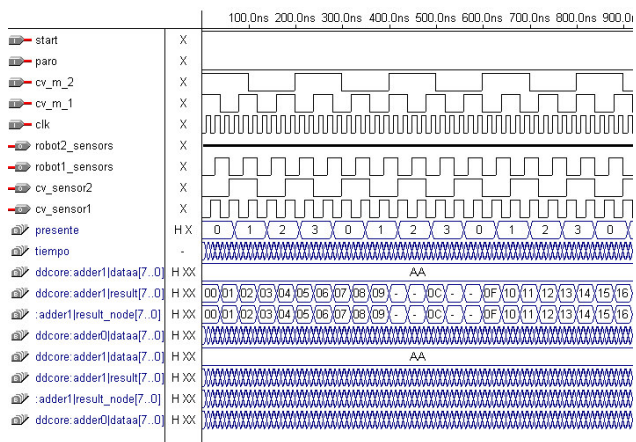 100.0ns 200.0ns 300.0ns 400.0ns 500.0ns 600.0ns 700.0ns 800.0ns 900.0
start X
paro X
cv_m_2 X
cv_m_1 X
clk X
robot2_sensors X
robot1_sensors X
cv_sensor2 X
cv_sensor1 X
presente H X 0 1 2 3 0 1 2 3 0 1 2 3 0
tiempo -
ddcore:adder1|dataa[7..0] H XX AA
ddcore:adder1|result[7..0] H XX 00 01 02 03 04 05 06 07 08 09 - - 0C - - 0F 10 11 12 13 14 15 16
:adder1|result_node[7..0] H XX 00 01 02 03 04 05 06 07 08 09 - - 0C - - 0F 10 11 12 13 14 15 16
ddcore:adder0|dataa[7..0] H XX
ddcore:adder1|dataa[7..0] H XX AA
ddcore:adder1|result[7..0] H XX
:adder1|result_node[7..0] H XX
ddcore:adder0|dataa[7..0] H XX